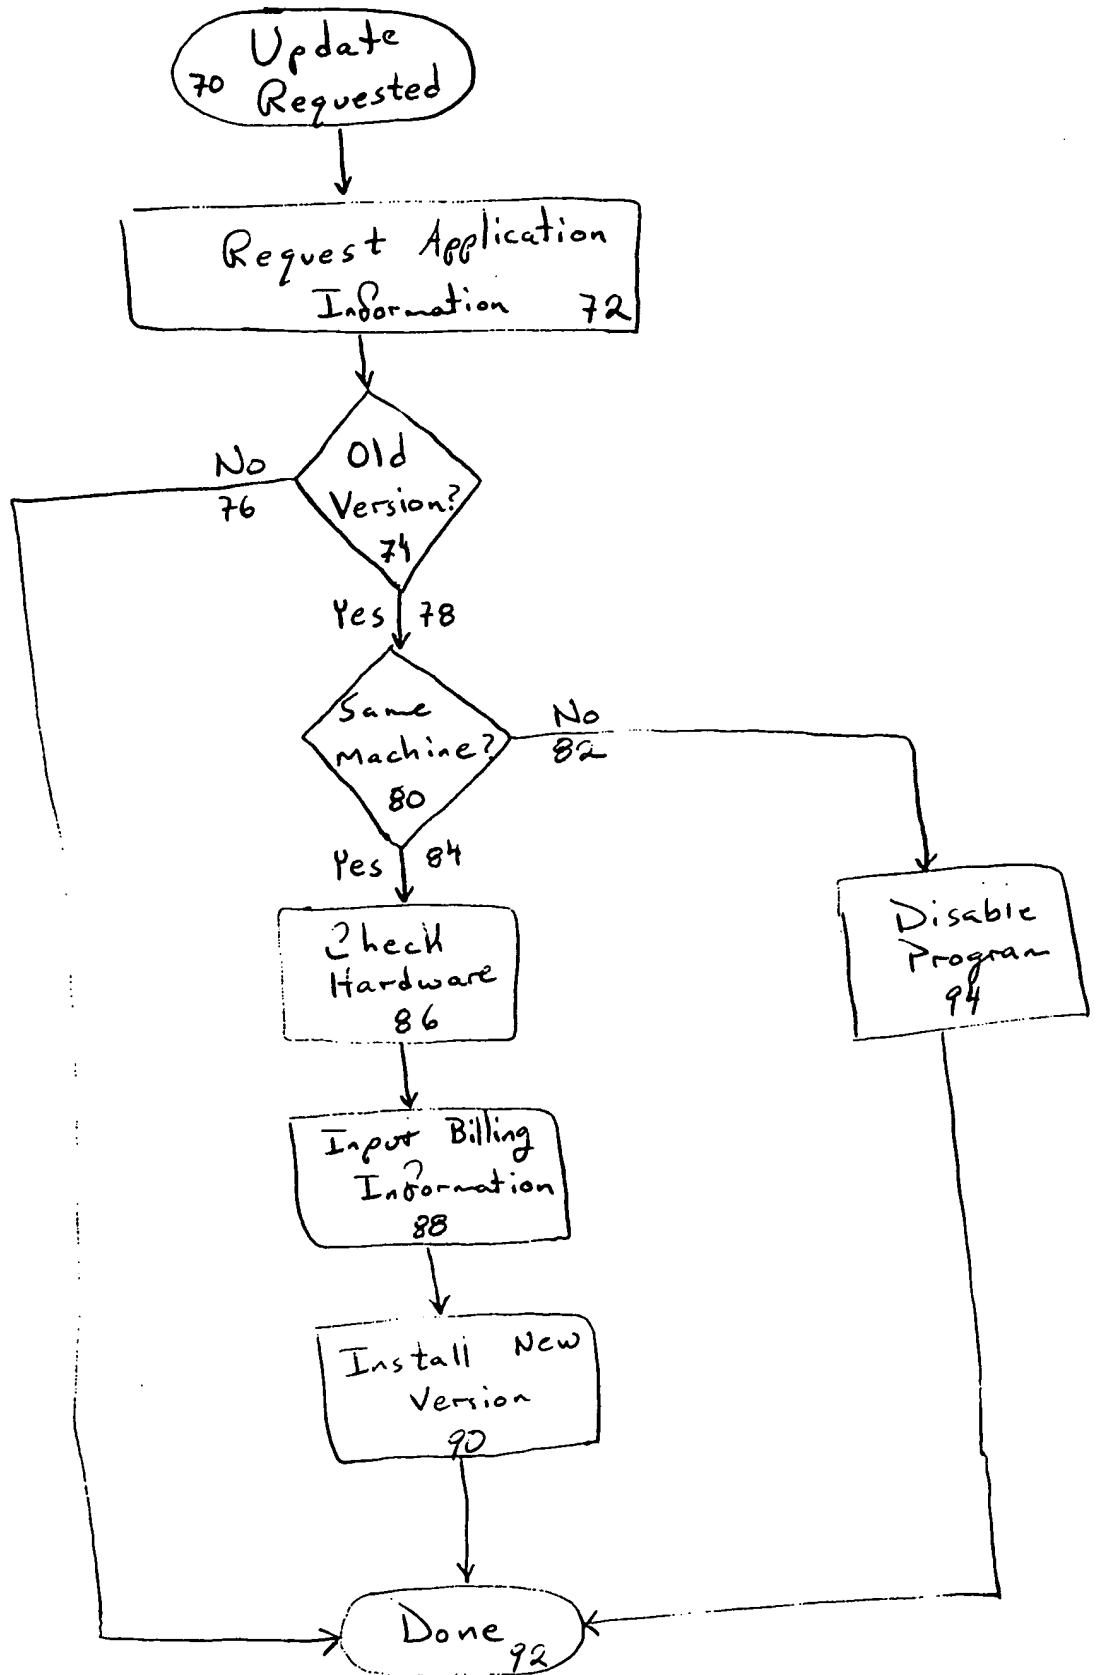 Update
70 Requested
Request Application
Information 72
No
76
Old
Version?
74
Yes 78
Same
Machine?
80
No
82
Yes 84
Check
Hardware
86
Disable
Program
94
Input Billing
Information
88
Install New
Version
90
Done 92